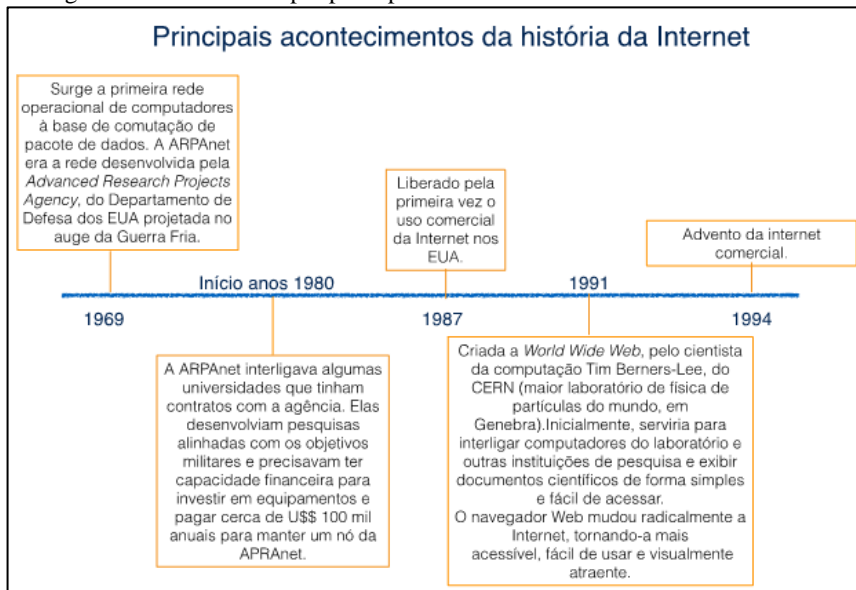 Principais acontecimentos da história da Internet
Surge a primeira rede
operacional de computadores
à base de comutação de
pacote de dados. A ARPAnet
era a rede desenvolvida pela
Advanced Research Projects
Agency, do Departamento de
Defesa dos EUA projetada no
auge da Guerra Fria.
Liberado pela
primeira vez o
uso comercial
da Internet nos
EUA.
Advento da internet
comercial.
Início anos 1980
1991
1969
1987
1994
A ARPAnet interligava algumas
universidades que tinham
contratos com a agência. Elas
desenvolviam pesquisas
alinhadas com os objetivos
militares e precisavam ter
capacidade financeira para
investir em equipamentos e
pagar cerca de U$$ 100 mil
anuais para manter um nó da
APRAnet.
Criada a World Wide Web, pelo cientista
da computação Tim Berners-Lee, do
CERN (maior laboratório de física de
partículas do mundo, em
Genebra).Inicialmente, serviria para
interligar computadores do laboratório e
outras instituições de pesquisa e exibir
documentos científicos de forma simples
e fácil de acessar.
O navegador Web mudou radicalmente a
Internet, tornando-a mais
acessível, fácil de usar e visualmente
atraente.